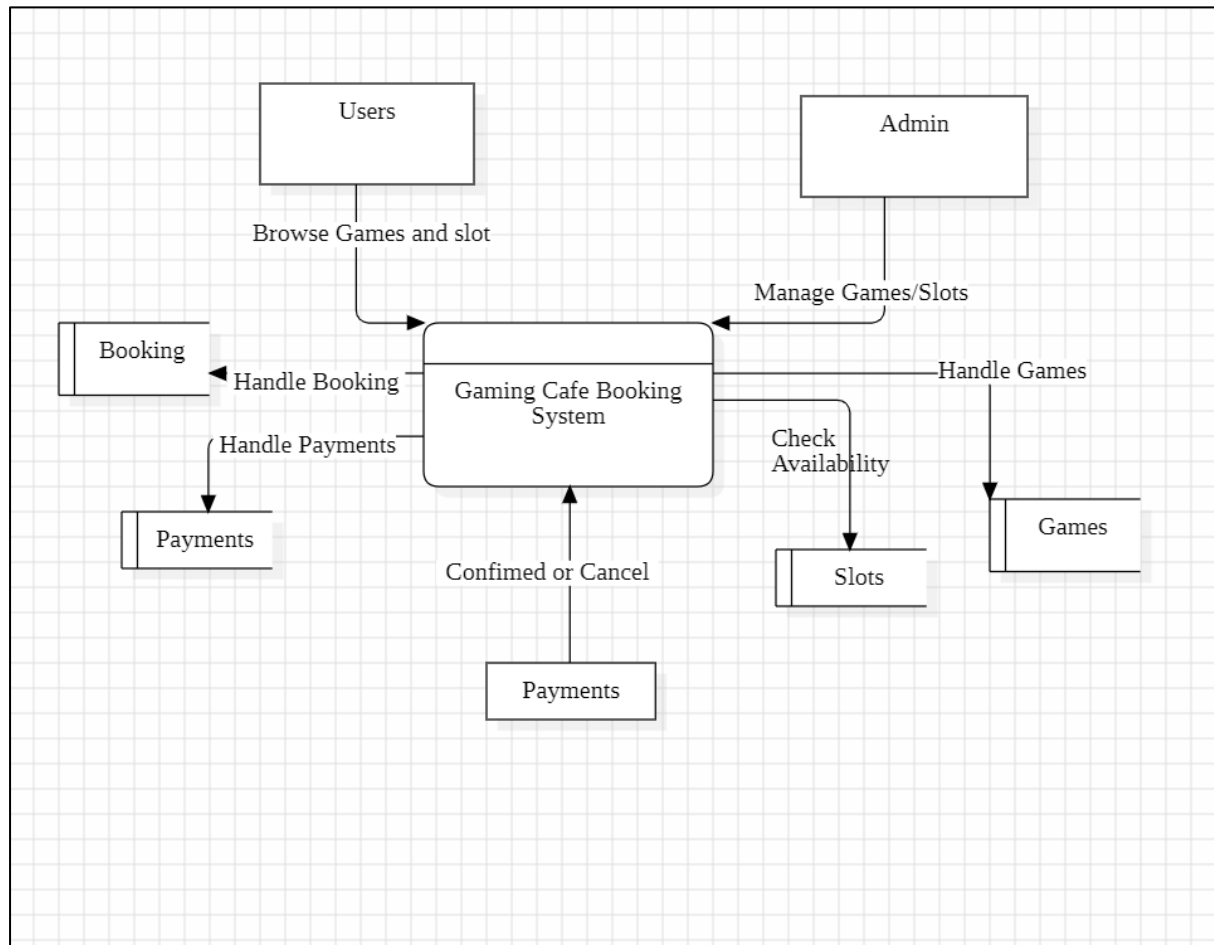 Users
Admin
Browse Games and slot
Manage Games/Slots
Booking
Handle Booking
Gaming Cafe Booking
System
Handle Games
Handle Payments
Check
Availability
Payments
Games
Confimed or Cancel
Slots
Payments